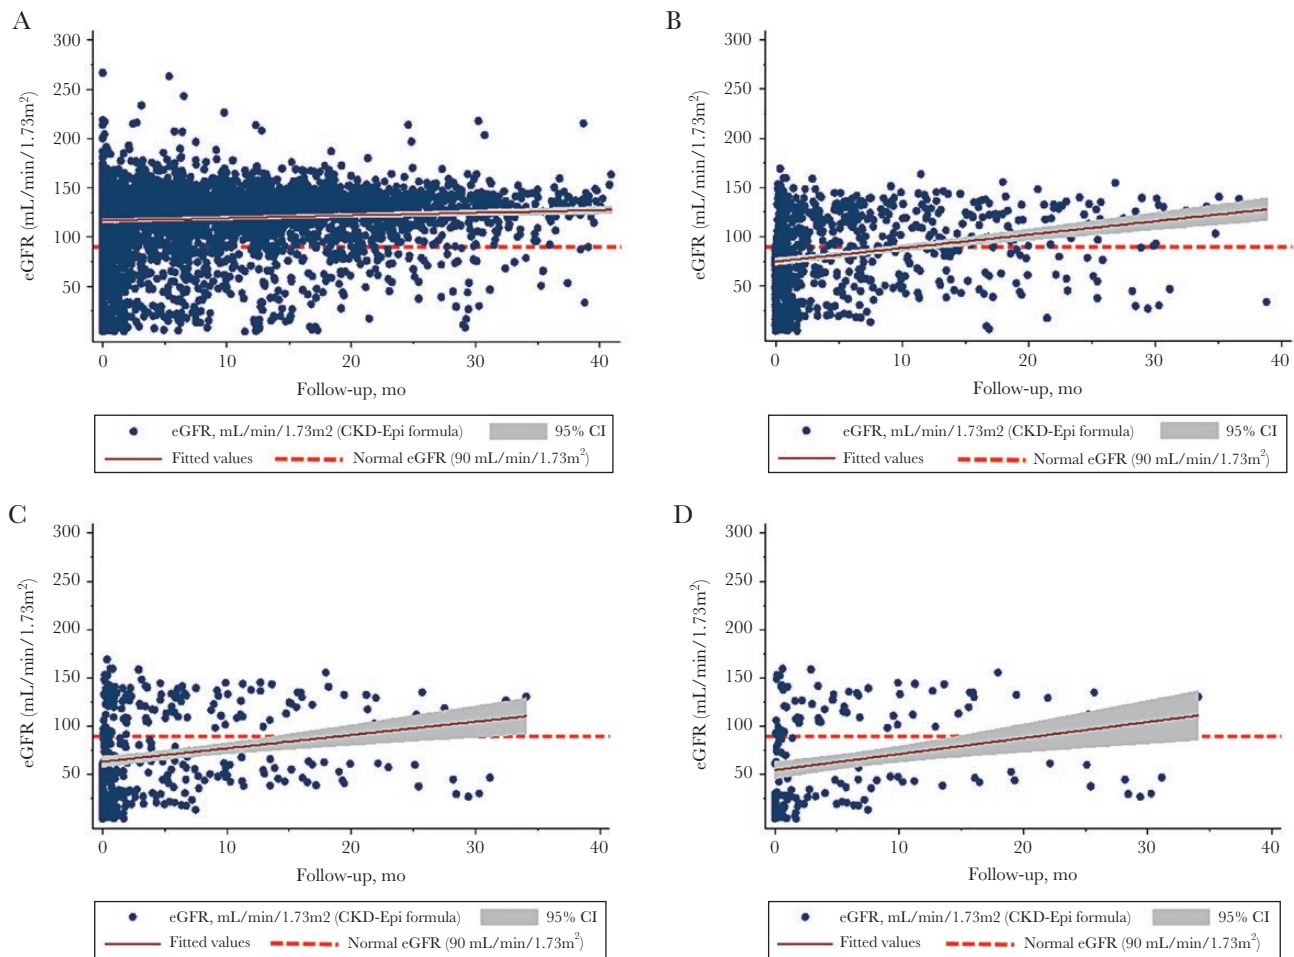 A
eGFR (mL/min/1.73m²)
300
250
200
150
100
50
0 10 20 30 40
Follow-up, mo
eGFR, mL/min/1.73m2 (CKD-Epi formula) 95% CI
Fitted values Normal eGFR (90 mL/min/1.73m²)
B
eGFR (mL/min/1.73m²)
300
250
200
150
100
50
0 10 20 30 40
Follow-up, mo
eGFR, mL/min/1.73m2 (CKD-Epi formula) 95% CI
Fitted values Normal eGFR (90 mL/min/1.73m²)
C
eGFR (mL/min/1.73m²)
300
250
200
150
100
50
0 10 20 30 40
Follow-up, mo
eGFR, mL/min/1.73m2 (CKD-Epi formula) 95% CI
Fitted values Normal eGFR (90 mL/min/1.73m²)
D
eGFR (mL/min/1.73m²)
300
250
200
150
100
50
0 10 20 30 40
Follow-up, mo
eGFR, mL/min/1.73m2 (CKD-Epi formula) 95% CI
Fitted values Normal eGFR (90 mL/min/1.73m²)